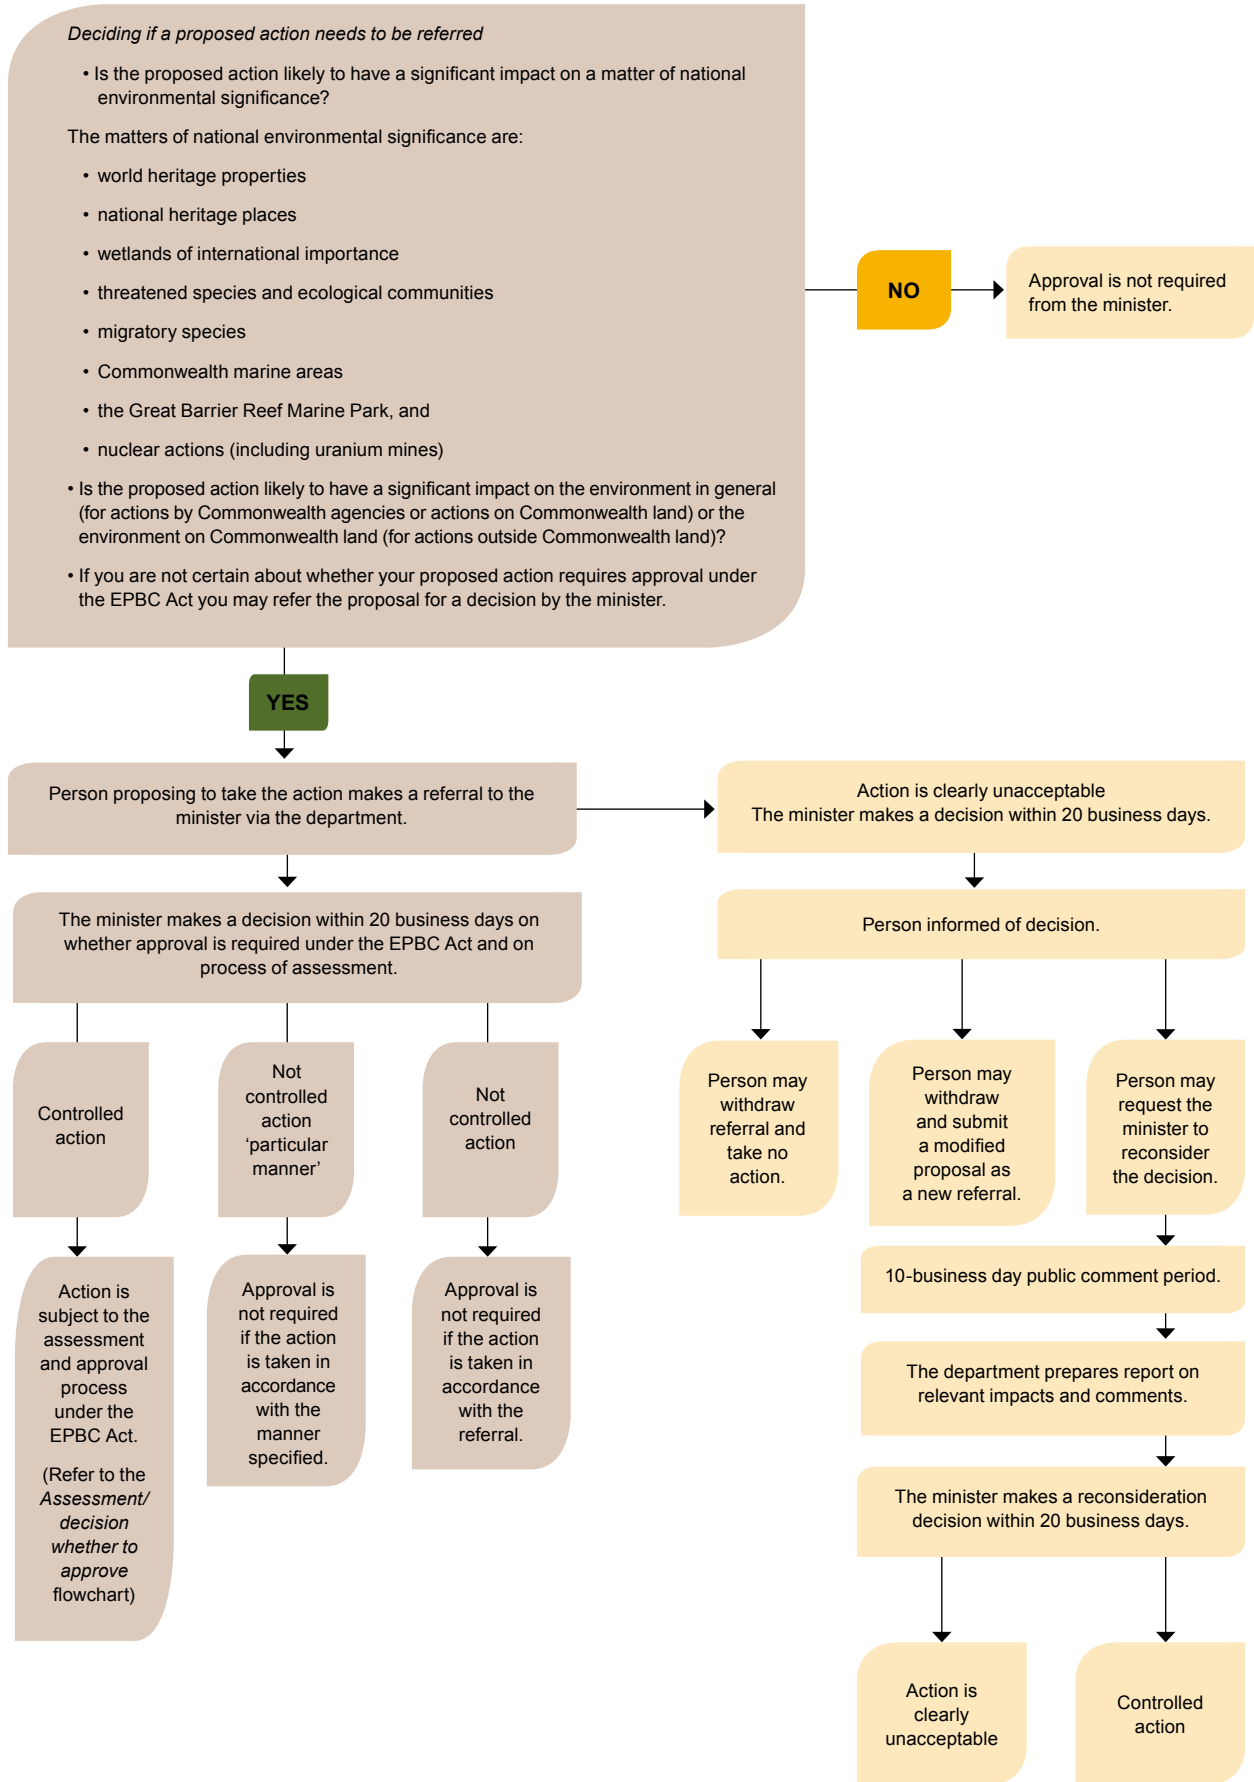 Deciding if a proposed action needs to be referred
• Is the proposed action likely to have a significant impact on a matter of national
environmental significance?
The matters of national environmental significance are:
• world heritage properties
• national heritage places
• wetlands of international importance
• threatened species and ecological communities
• migratory species
• Commonwealth marine areas
• the Great Barrier Reef Marine Park, and
• nuclear actions (including uranium mines)
• Is the proposed action likely to have a significant impact on the environment in general
(for actions by Commonwealth agencies or actions on Commonwealth land) or the
environment on Commonwealth land (for actions outside Commonwealth land)?
• If you are not certain about whether your proposed action requires approval under
the EPBC Act you may refer the proposal for a decision by the minister.
NO
Approval is not required
from the minister.
YES
Person proposing to take the action makes a referral to the
minister via the department.
The minister makes a decision within 20 business days on
whether approval is required under the EPBC Act and on
process of assessment.
Controlled
action
Action is
subject to the
assessment
and approval
process
under the
EPBC Act.
(Refer to the
Assessment/
decision
whether to
approve
flowchart)
Not
controlled
action
‘particular
manner’
Approval is
not required
if the action
is taken in
accordance
with the
manner
specified.
Not
controlled
action
Approval is
not required
if the action
is taken in
accordance
with the
referral.
Action is clearly unacceptable
The minister makes a decision within 20 business days.
Person informed of decision.
Person may
withdraw
referral and
take no
action.
Person may
withdraw
and submit
a modified
proposal as
a new referral.
Person may
request the
minister to
reconsider
the decision.
10-business day public comment period.
The department prepares report on
relevant impacts and comments.
The minister makes a reconsideration
decision within 20 business days.
Action is
clearly
unacceptable
Controlled
action